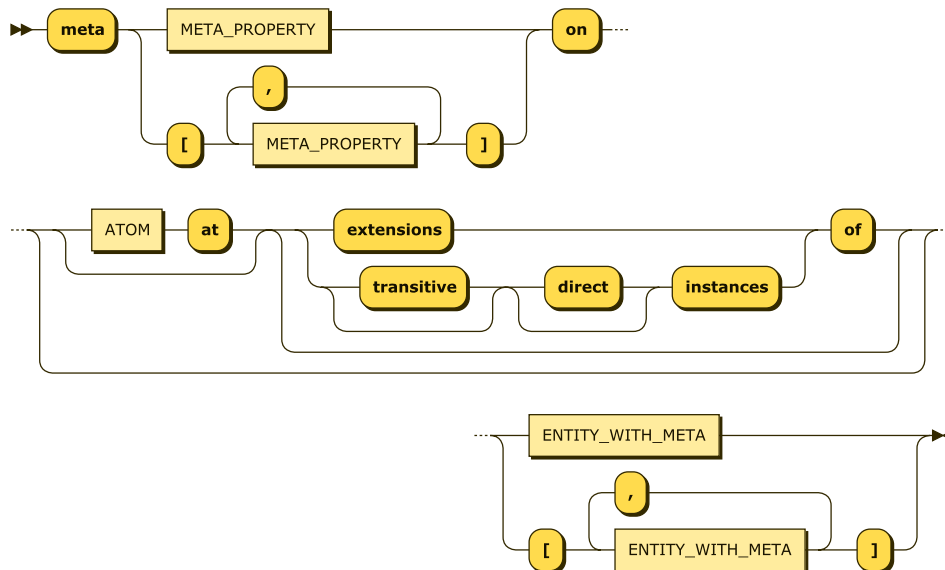 meta META_PROPERTY on
,
[ META_PROPERTY ]
ATOM at extensions of
transitive direct instances
ENTITY_WITH_META
,
[ ENTITY_WITH_META ]